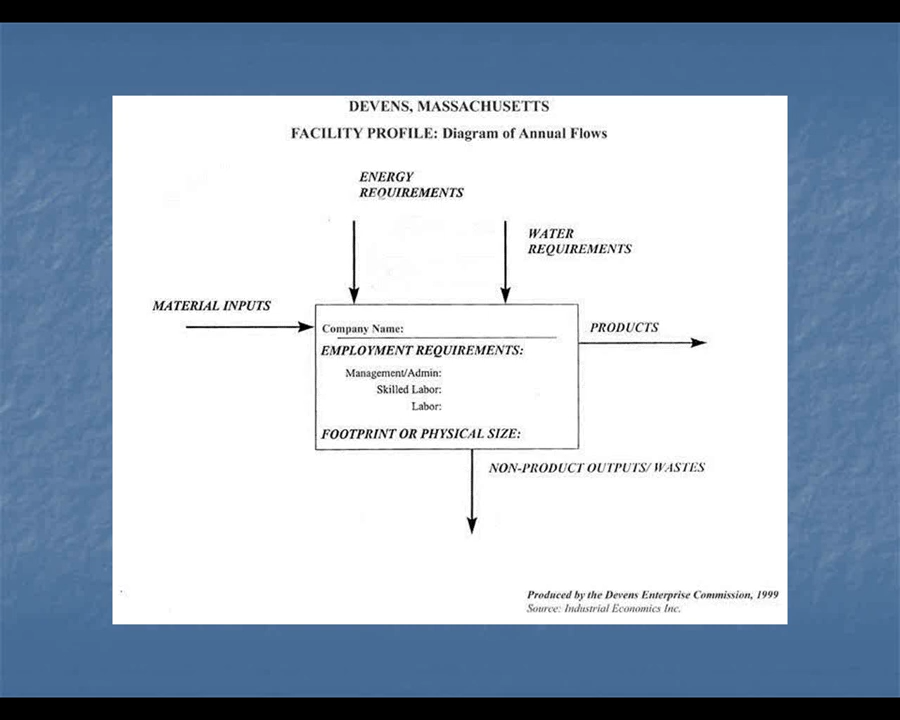 DEVENS, MASSACHUSETTS
FACILITY PROFILE: Diagram of Annual Flows
ENERGY
REQUIREMENTS
WATER
REQUIREMENTS
MATERIAL INPUTS
PRODUCTS
Company Name:
EMPLOYMENT REQUIREMENTS:
Management/Admin:
Skilled Labor:
Labor:
FOOTPRINT OR PHYSICAL SIZE:
NON-PRODUCT OUTPUTS/ WASTES
Produced by the Devens Enterprise Commission, 1999
Source: Industrial Economics Inc.